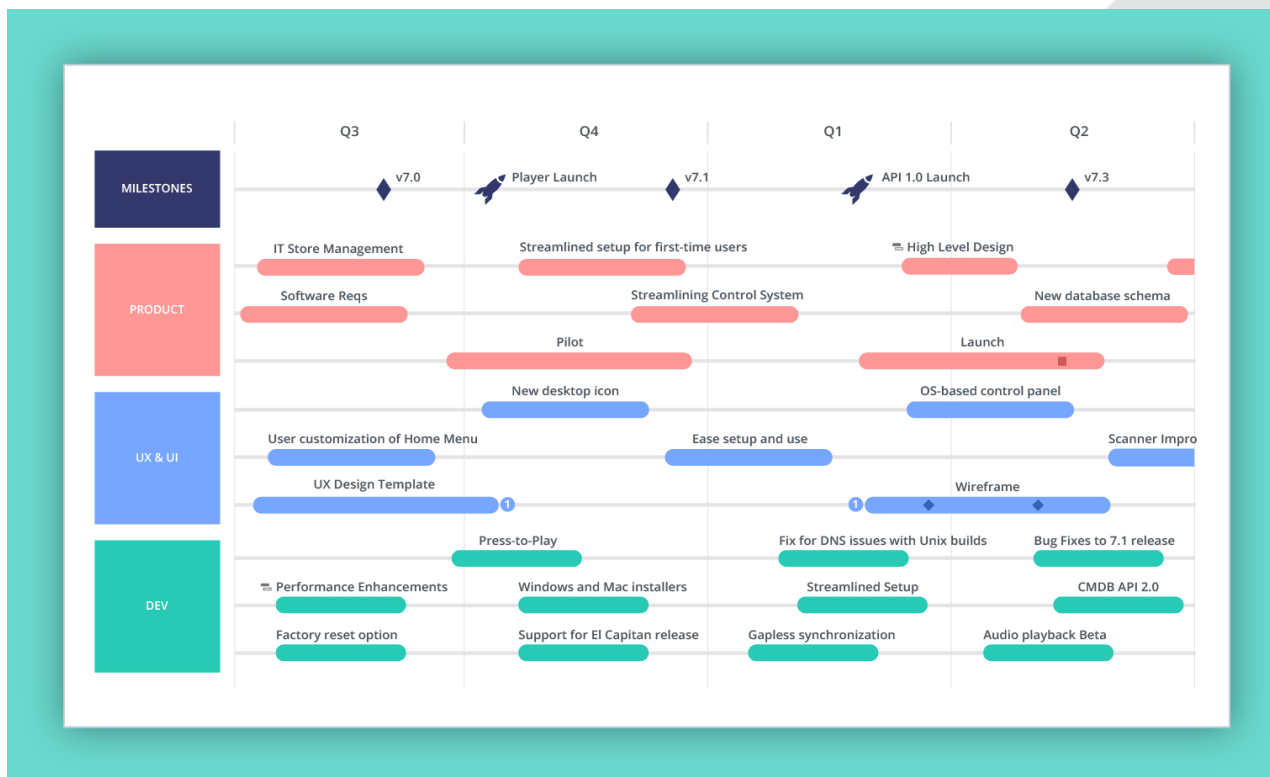 Q3 Q4 Q1 Q2
MILESTONES
v7.0 Player Launch v7.1 API 1.0 Launch v7.3
PRODUCT
IT Store Management Streamlined setup for first-time users High Level Design
Software Reqs Streamlining Control System New database schema
Pilot Launch
UX & UI
New desktop icon OS-based control panel
User customization of Home Menu Ease setup and use Scanner Impro
UX Design Template 1 1 Wireframe
DEV
Press-to-Play Fix for DNS issues with Unix builds Bug Fixes to 7.1 release
Performance Enhancements Windows and Mac installers Streamlined Setup CMDB API 2.0
Factory reset option Support for El Capitan release Gapless synchronization Audio playback Beta